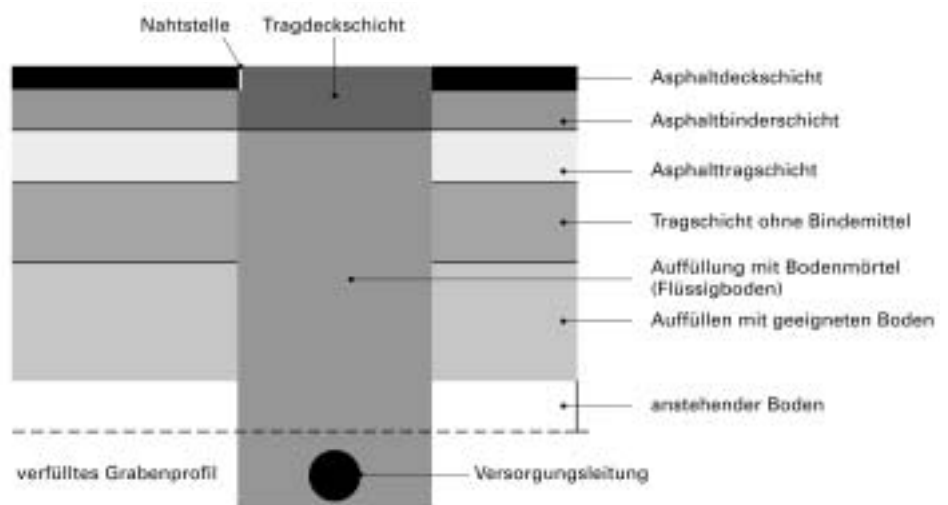 Nahtstelle Tragdeckschicht
Asphaltdeckschicht
Asphaltbinderschicht
Asphalttragschicht
Tragschicht ohne Bindemittel
Auffüllung mit Bodenmörtel
(Flüssigboden)
Auffüllen mit geeigneten Boden
anstehender Boden
verfülltes Grabenprofil Versorgungsleitung